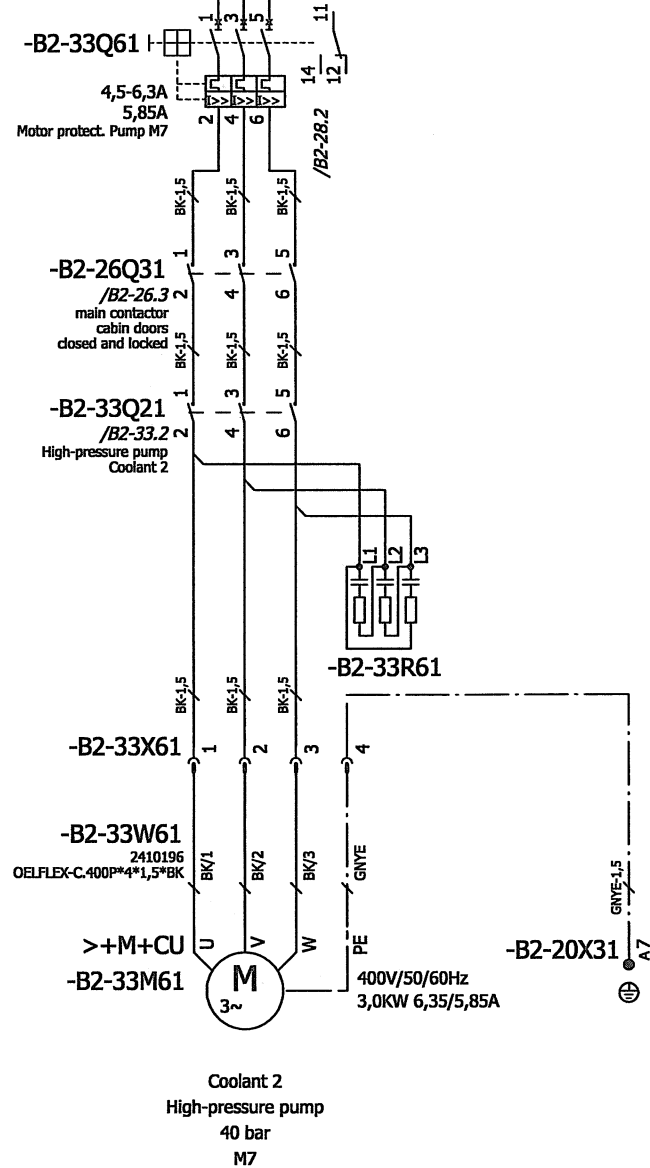 1 3 5 11
-B2-33Q61
14 12
4,5-6,3A
5,85A
Motor protect. Pump M7
I>> I>> I>>
2 4 6
/B2-28.2
BK-1,5 BK-1,5 BK-1,5
1 3 5
-B2-26Q31
/B2-26.3
2 4 6
main contactor
cabin doors
closed and locked
BK-1,5 BK-1,5 BK-1,5
1 3 5
-B2-33Q21
/B2-33.2
2 4 6
High-pressure pump
Coolant 2
L1 L2 L3
-B2-33R61
BK-1,5 BK-1,5 BK-1,5
-B2-33X61 1 2 3 4
-B2-33W61
2410196
OELFLEX-C.400P*4*1,5*BK
BK/1 BK/2 BK/3 GNYE
GNYE-1,5
>+M+CU U V W PE
-B2-20X31 A7
-B2-33M61
M
3~
400V/50/60Hz
3,0KW 6,35/5,85A
Coolant 2
High-pressure pump
40 bar
M7